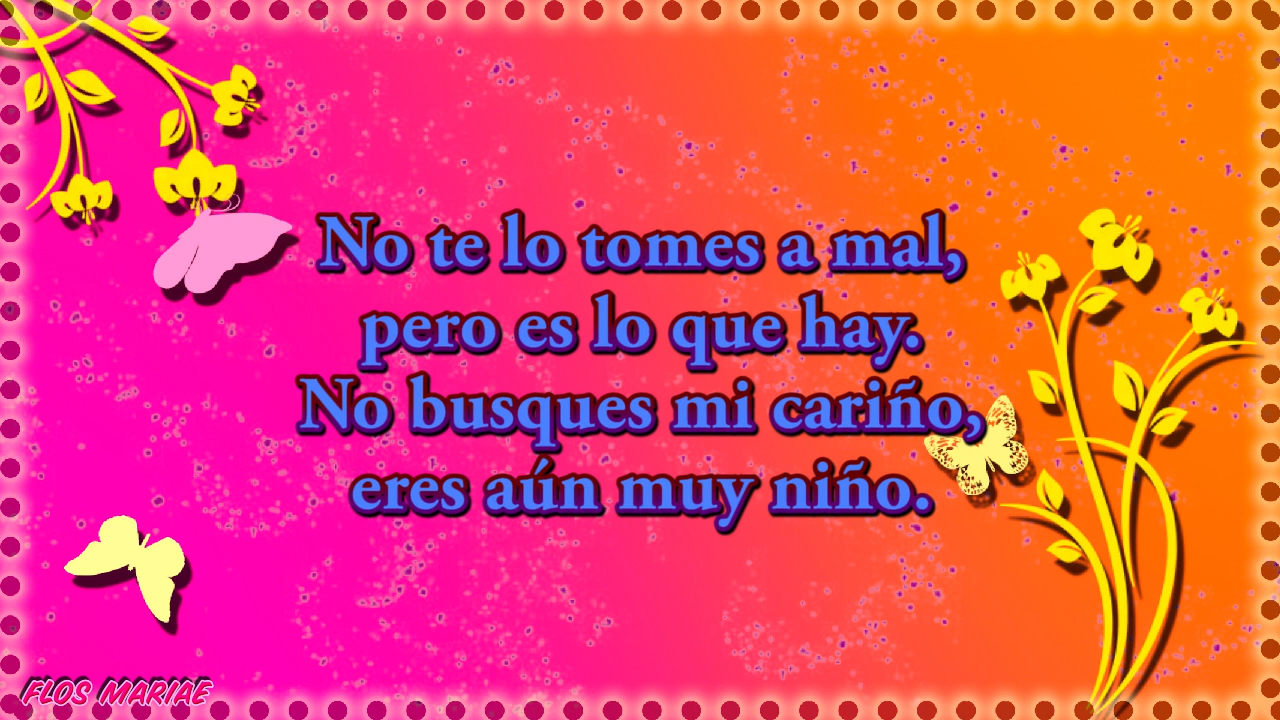 No te lo tomes a mal,
pero es lo que hay.
No busques mi cariño,
eres aún muy niño.
FLOS MARIAE